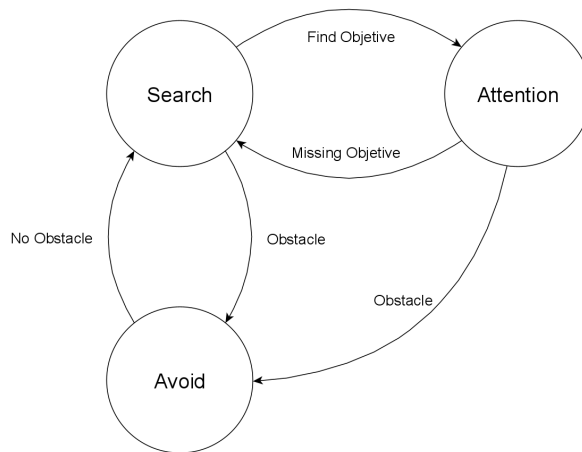 Find Objetive
Search
Attention
Missing Objetive
No Obstacle
Obstacle
Obstacle
Avoid